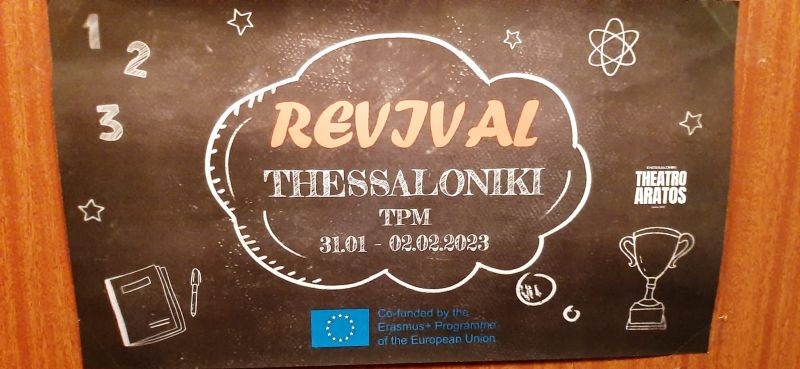 1
2
3
REVIVAL
THESSALONIKI
TPM
31.01 - 02.02.2023
THEATRO
ARATOS
Co-funded by the
Erasmus+ Programme
of the European Union